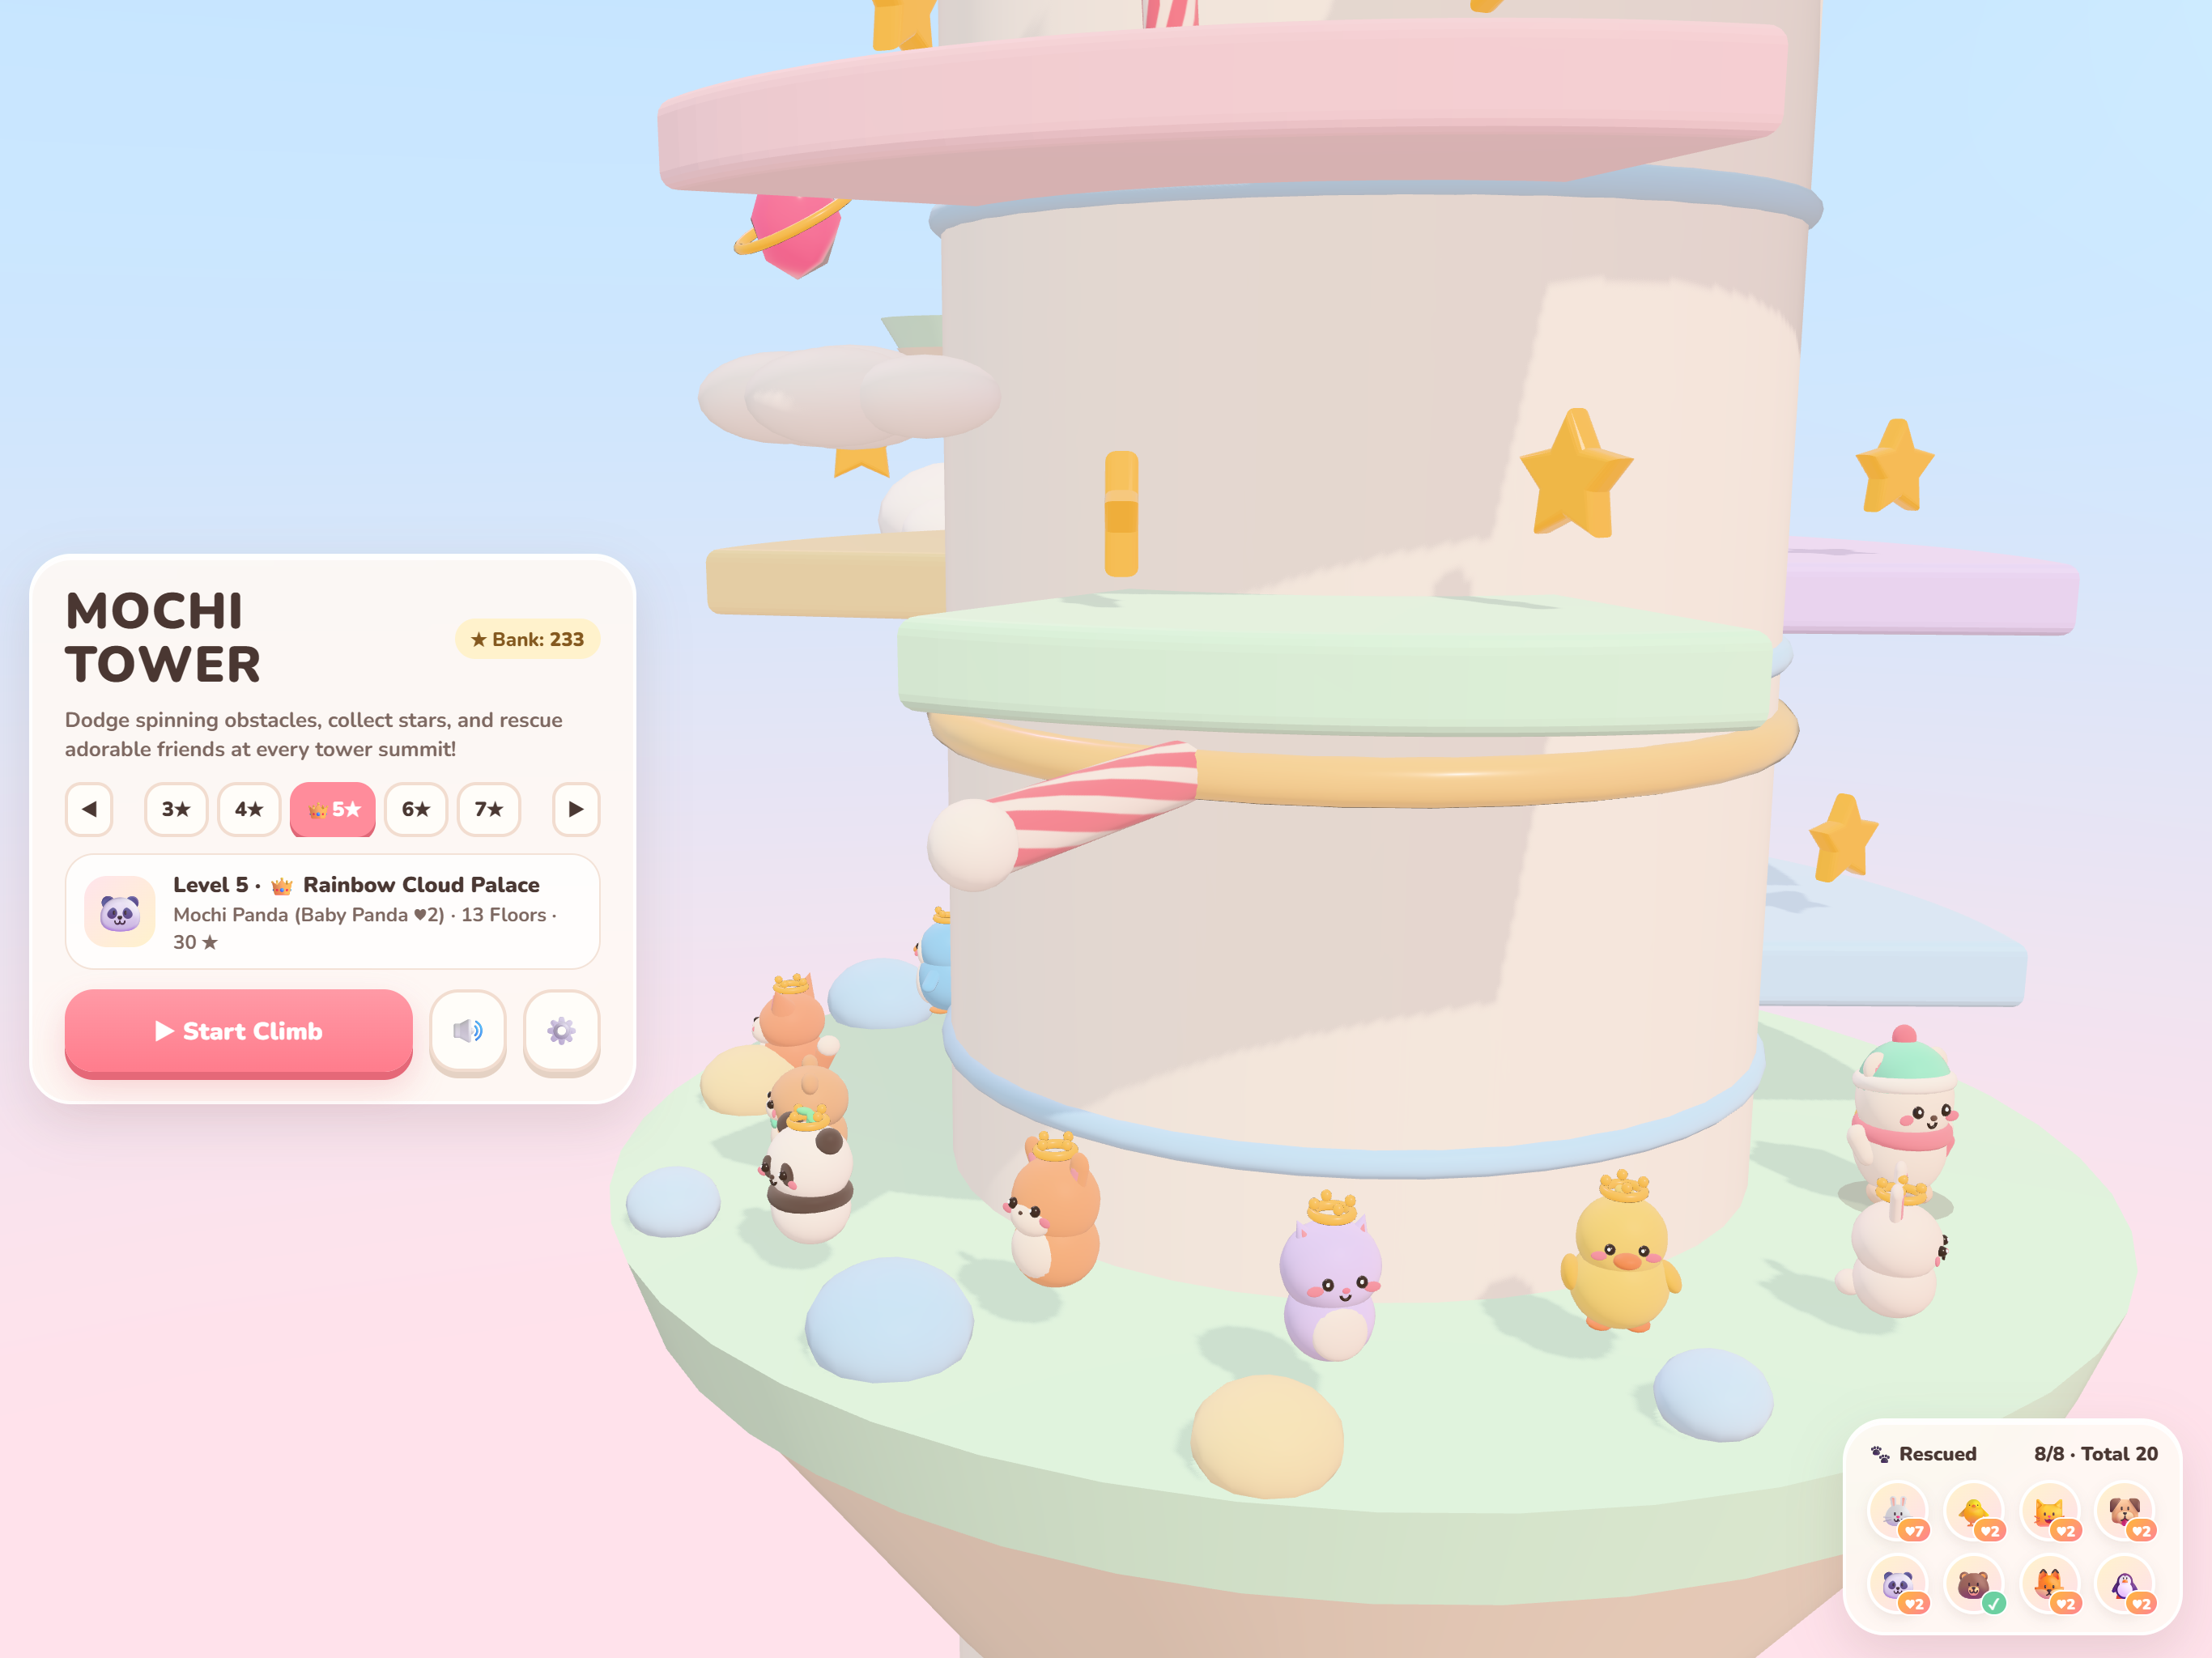 MOCHI
TOWER
★ Bank: 233
Dodge spinning obstacles, collect stars, and rescue
adorable friends at every tower summit!
◀ 3★ 4★ 👑 5★ 6★ 7★ ▶
Level 5 · 👑 Rainbow Cloud Palace
Mochi Panda (Baby Panda ♥2) · 13 Floors ·
30 ★
▶ Start Climb
🐾 Rescued 8/8 · Total 20
♥7 ♥2 ♥2 ♥2
♥2 ✓ ♥2 ♥2